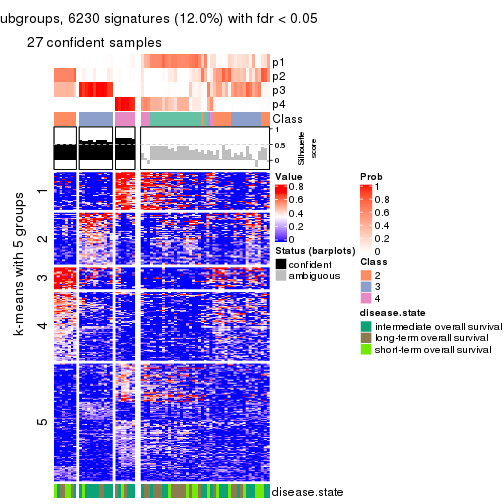 ubgroups, 6230 signatures (12.0%) with fdr < 0.05
27 confident samples
p1
p2
p3
p4
Class
1
0.5
0
Silhouette
score
k-means with 5 groups
1
2
3
4
5
disease.state
Value
0.8
0.6
0.4
0.2
0
Status (barplots)
confident
ambiguous
Prob
1
0.8
0.6
0.4
0.2
0
Class
2
3
4
disease.state
intermediate overall survival
long-term overall survival
short-term overall survival